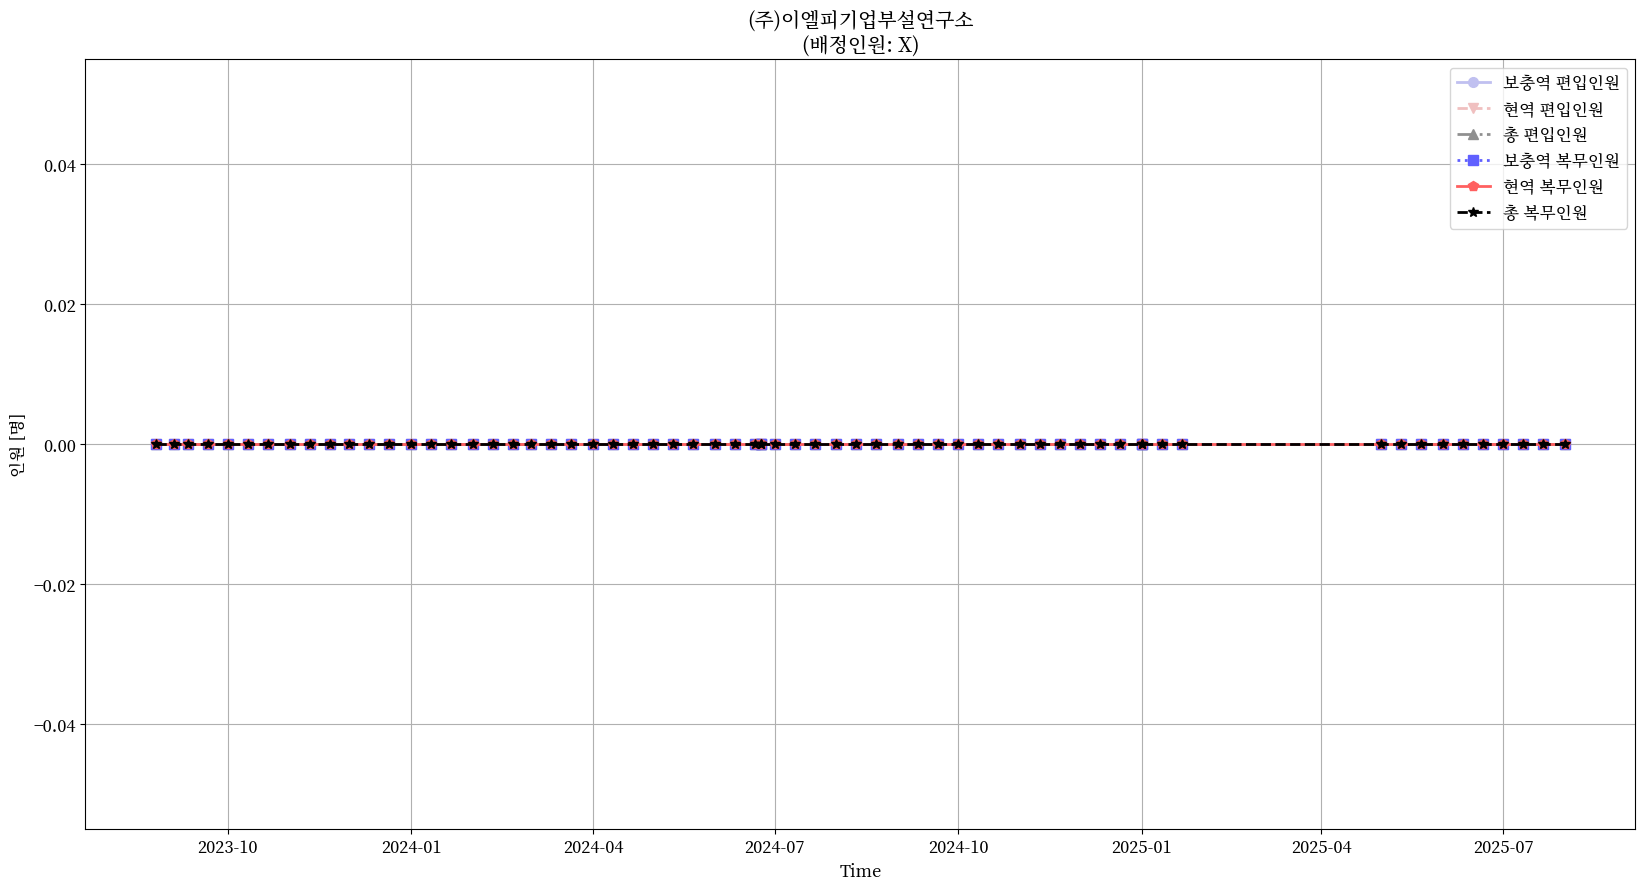 (주)이엘피기업부설연구소
(배정인원: X)
보충역 편입인원
현역 편입인원
총 편입인원
보충역 복무인원
현역 복무인원
총 복무인원
인원 [명]
0.04
0.02
0.00
−0.02
−0.04
2023-10
2024-01
2024-04
2024-07
2024-10
2025-01
2025-04
2025-07
Time